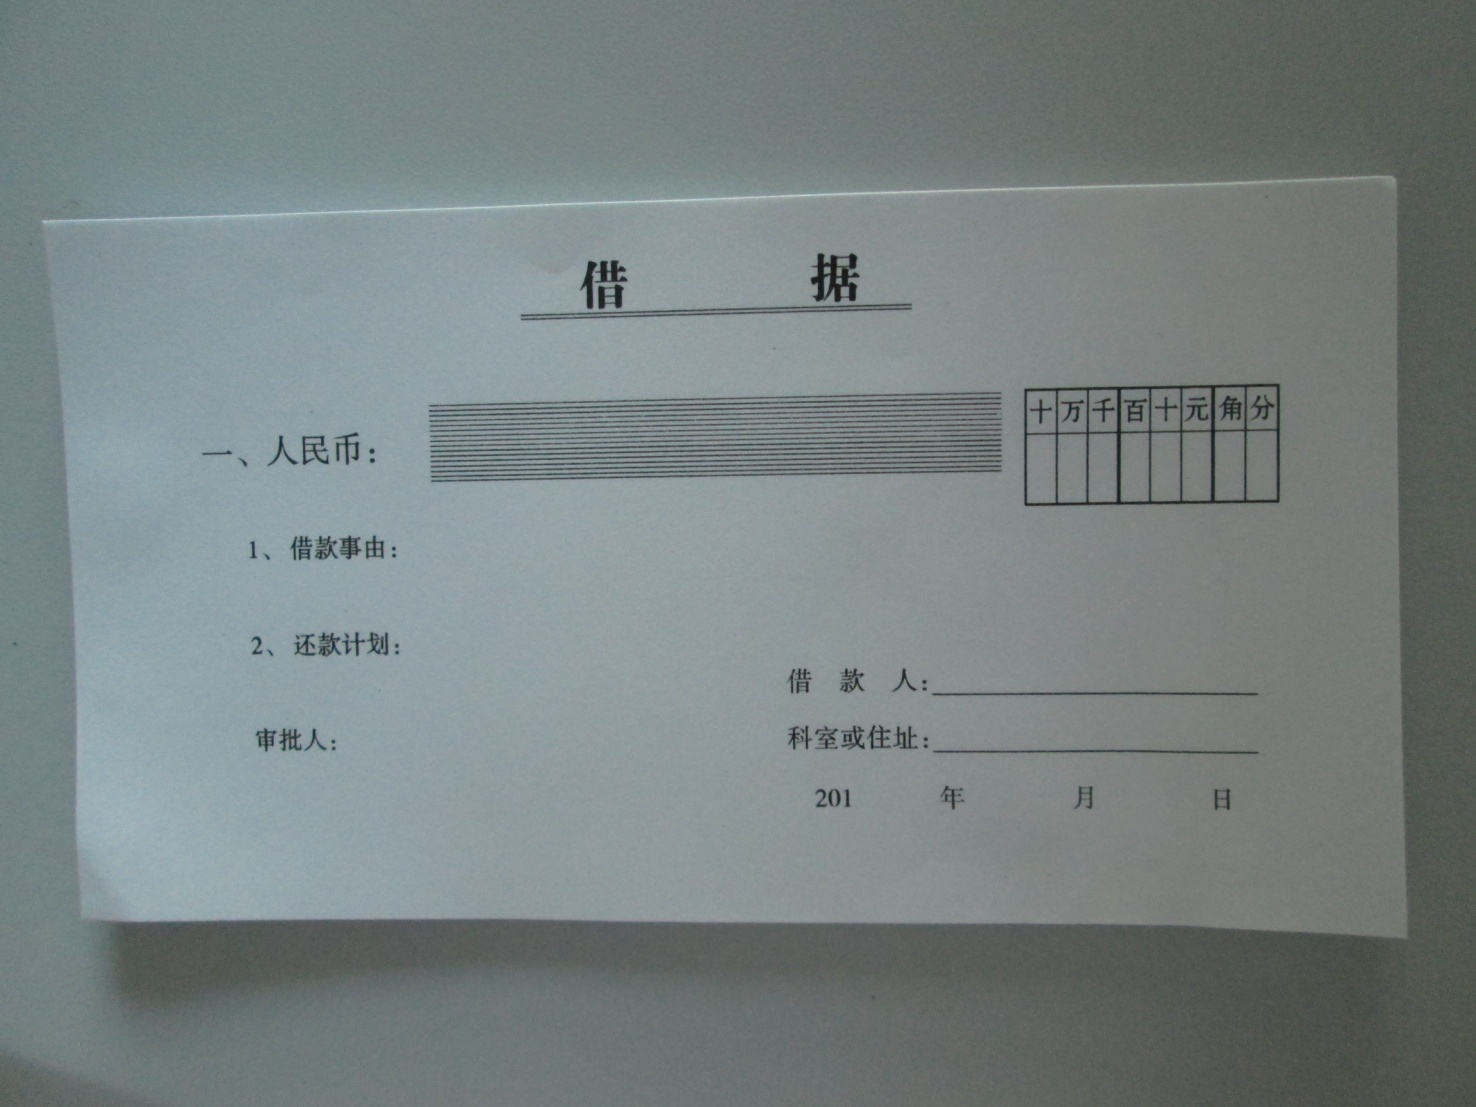 借 据
十万千百十元角分
一、人民币：
1、借款事由：
2、还款计划：
借 款 人：
审批人：
科室或住址：
201 年 月 日